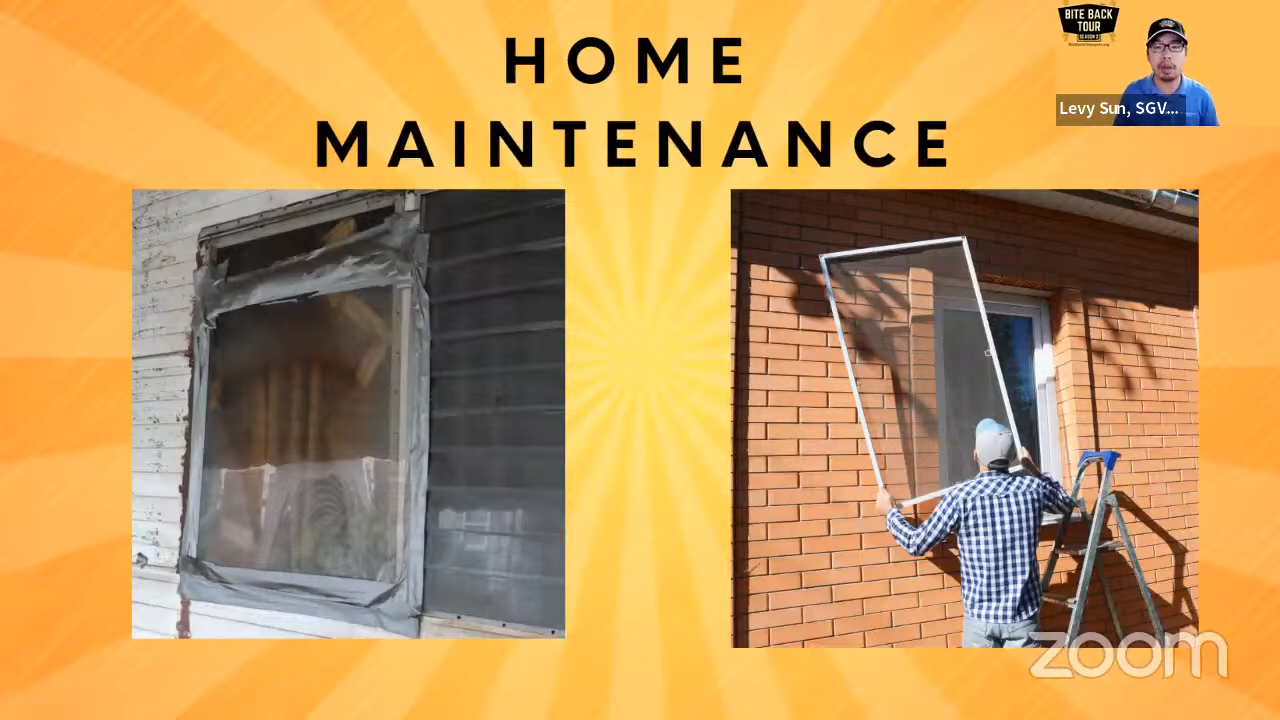 HOME
MAINTENANCE
BITE BACK
TOUR
Levy Sun, SGV...
zoom